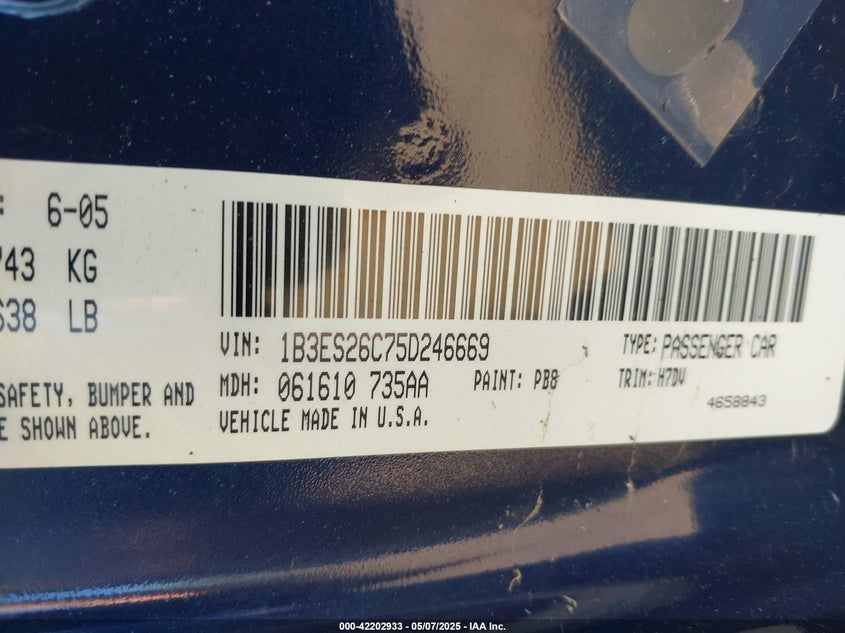 : 6-05
743 KG
638 LB
SAFETY, BUMPER AND
E SHOWN ABOVE.
VIN: 1B3ES26C75D246669
MDH: 061610 735AA
VEHICLE MADE IN U.S.A.
PAINT: PB8
TYPE: PASSENGER CAR
TRIM: H7DV
4658843
000-42202933 - 05/07/2025 - IAA Inc.